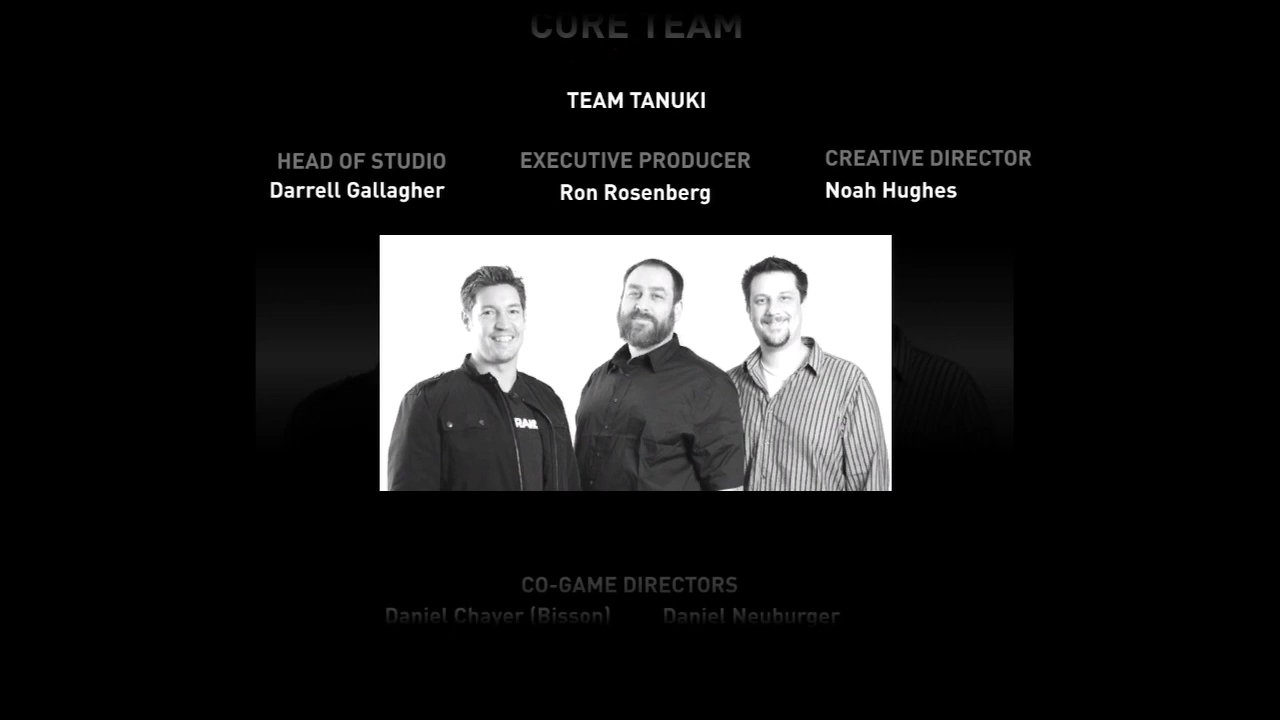 CORE TEAM
TEAM TANUKI
HEAD OF STUDIO EXECUTIVE PRODUCER CREATIVE DIRECTOR
Darrell Gallagher Ron Rosenberg Noah Hughes
CO-GAME DIRECTORS
Daniel Chayer (Bisson) Daniel Neuburger